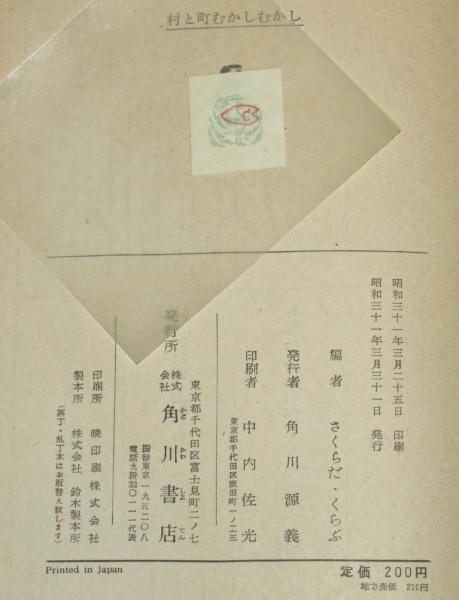 村と町むかしむかし
昭和三十一年三月二十五日 印刷
昭和三十一年三月三十一日 発行
編者 さくらだ・くらぶ
発行者 角川源義
印刷者 中内佐光
東京都千代田区飯田町一ノ二三
東京都千代田区富士見町二ノ七
発行所 株式会社 角川書店
振替東京一九五二〇八
電話九段㈹〇一一一代表
印刷所 暁印刷株式会社
製本所 株式会社 鈴木製本所
(落丁・乱丁本はお取替え致します)
定価 200円
地方売価 210円
Printed in Japan